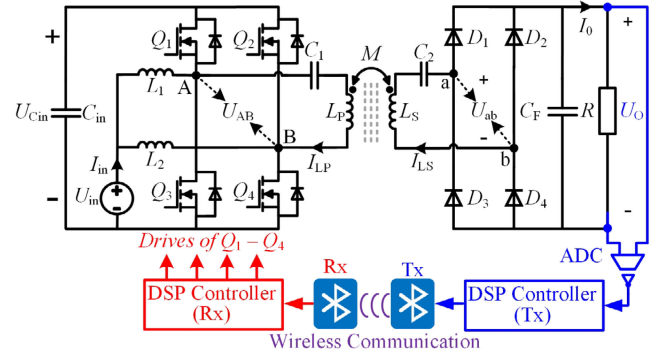 Q1 Q2 C1 M C2 D1 D2 I0
+ + +
L1 A a
UCin Cin UAB LP LS Uab CF R UO
L2 B b
Iin ILP ILS
Uin Q3 Q4 D3 D4
- - -
Drives of Q1 – Q4
ADC
Rx Tx
DSP Controller (Rx)
DSP Controller (Tx)
Wireless Communication